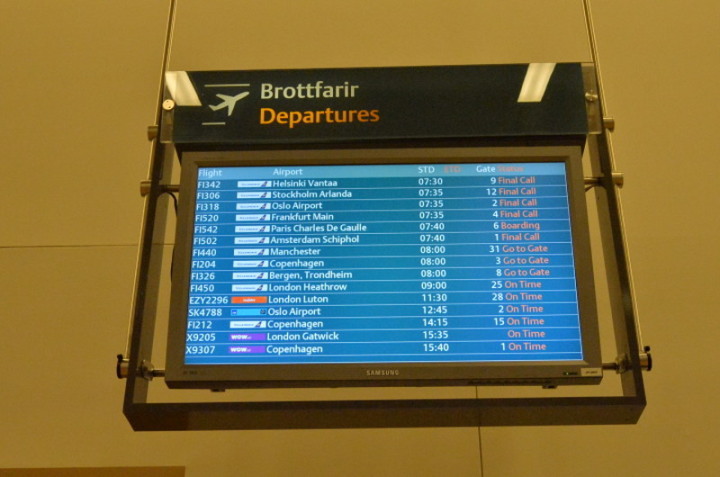 Brottfarir
Departures
Flight Airport STD STD Gate Status
FI342 Helsinki Vantaa 07:30 9 Final Call
FI306 Stockholm Arlanda 07:35 12 Final Call
FI318 Oslo Airport 07:35 2 Final Call
FI520 Frankfurt Main 07:35 4 Final Call
FI542 Paris Charles De Gaulle 07:40 6 Boarding
FI502 Amsterdam Schiphol 07:40 1 Final Call
FI440 Manchester 08:00 31 Go to Gate
FI204 Copenhagen 08:00 3 Go to Gate
FI326 Bergen, Trondheim 08:00 8 Go to Gate
FI450 London Heathrow 09:00 25 On Time
EZY2296 London Luton 11:30 28 On Time
SK4788 Oslo Airport 12:45 2 On Time
FI212 Copenhagen 14:15 15 On Time
X9205 WOW London Gatwick 15:35 On Time
X9307 WOW Copenhagen 15:40 1 On Time
SAMSUNG